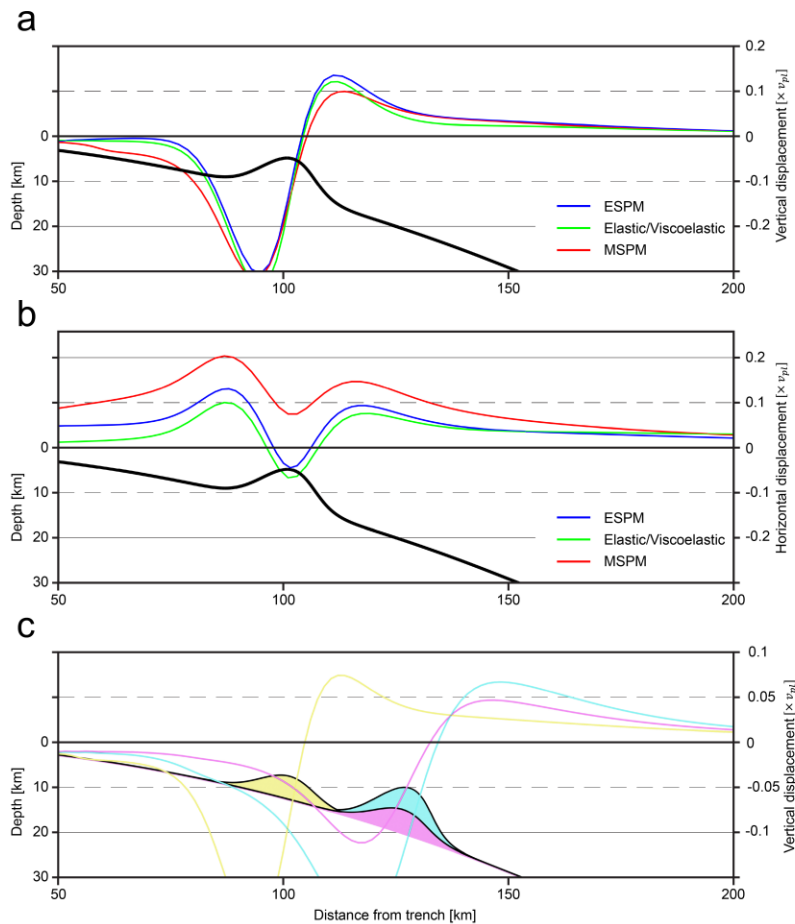 a
0.2
0.1
0
0
10
-0.1
20
-0.2
30
Depth [km]
Vertical displacement [× vpl]
ESPM
Elastic/Viscoelastic
MSPM
50
100
150
200
b
0.2
0.1
0
0
10
-0.1
20
-0.2
30
Depth [km]
Horizontal displacement [× vpl]
ESPM
Elastic/Viscoelastic
MSPM
50
100
150
200
c
0.1
0.05
0
0
10
-0.05
20
-0.1
30
Depth [km]
Vertical displacement [× vpl]
50
100
150
200
Distance from trench [km]